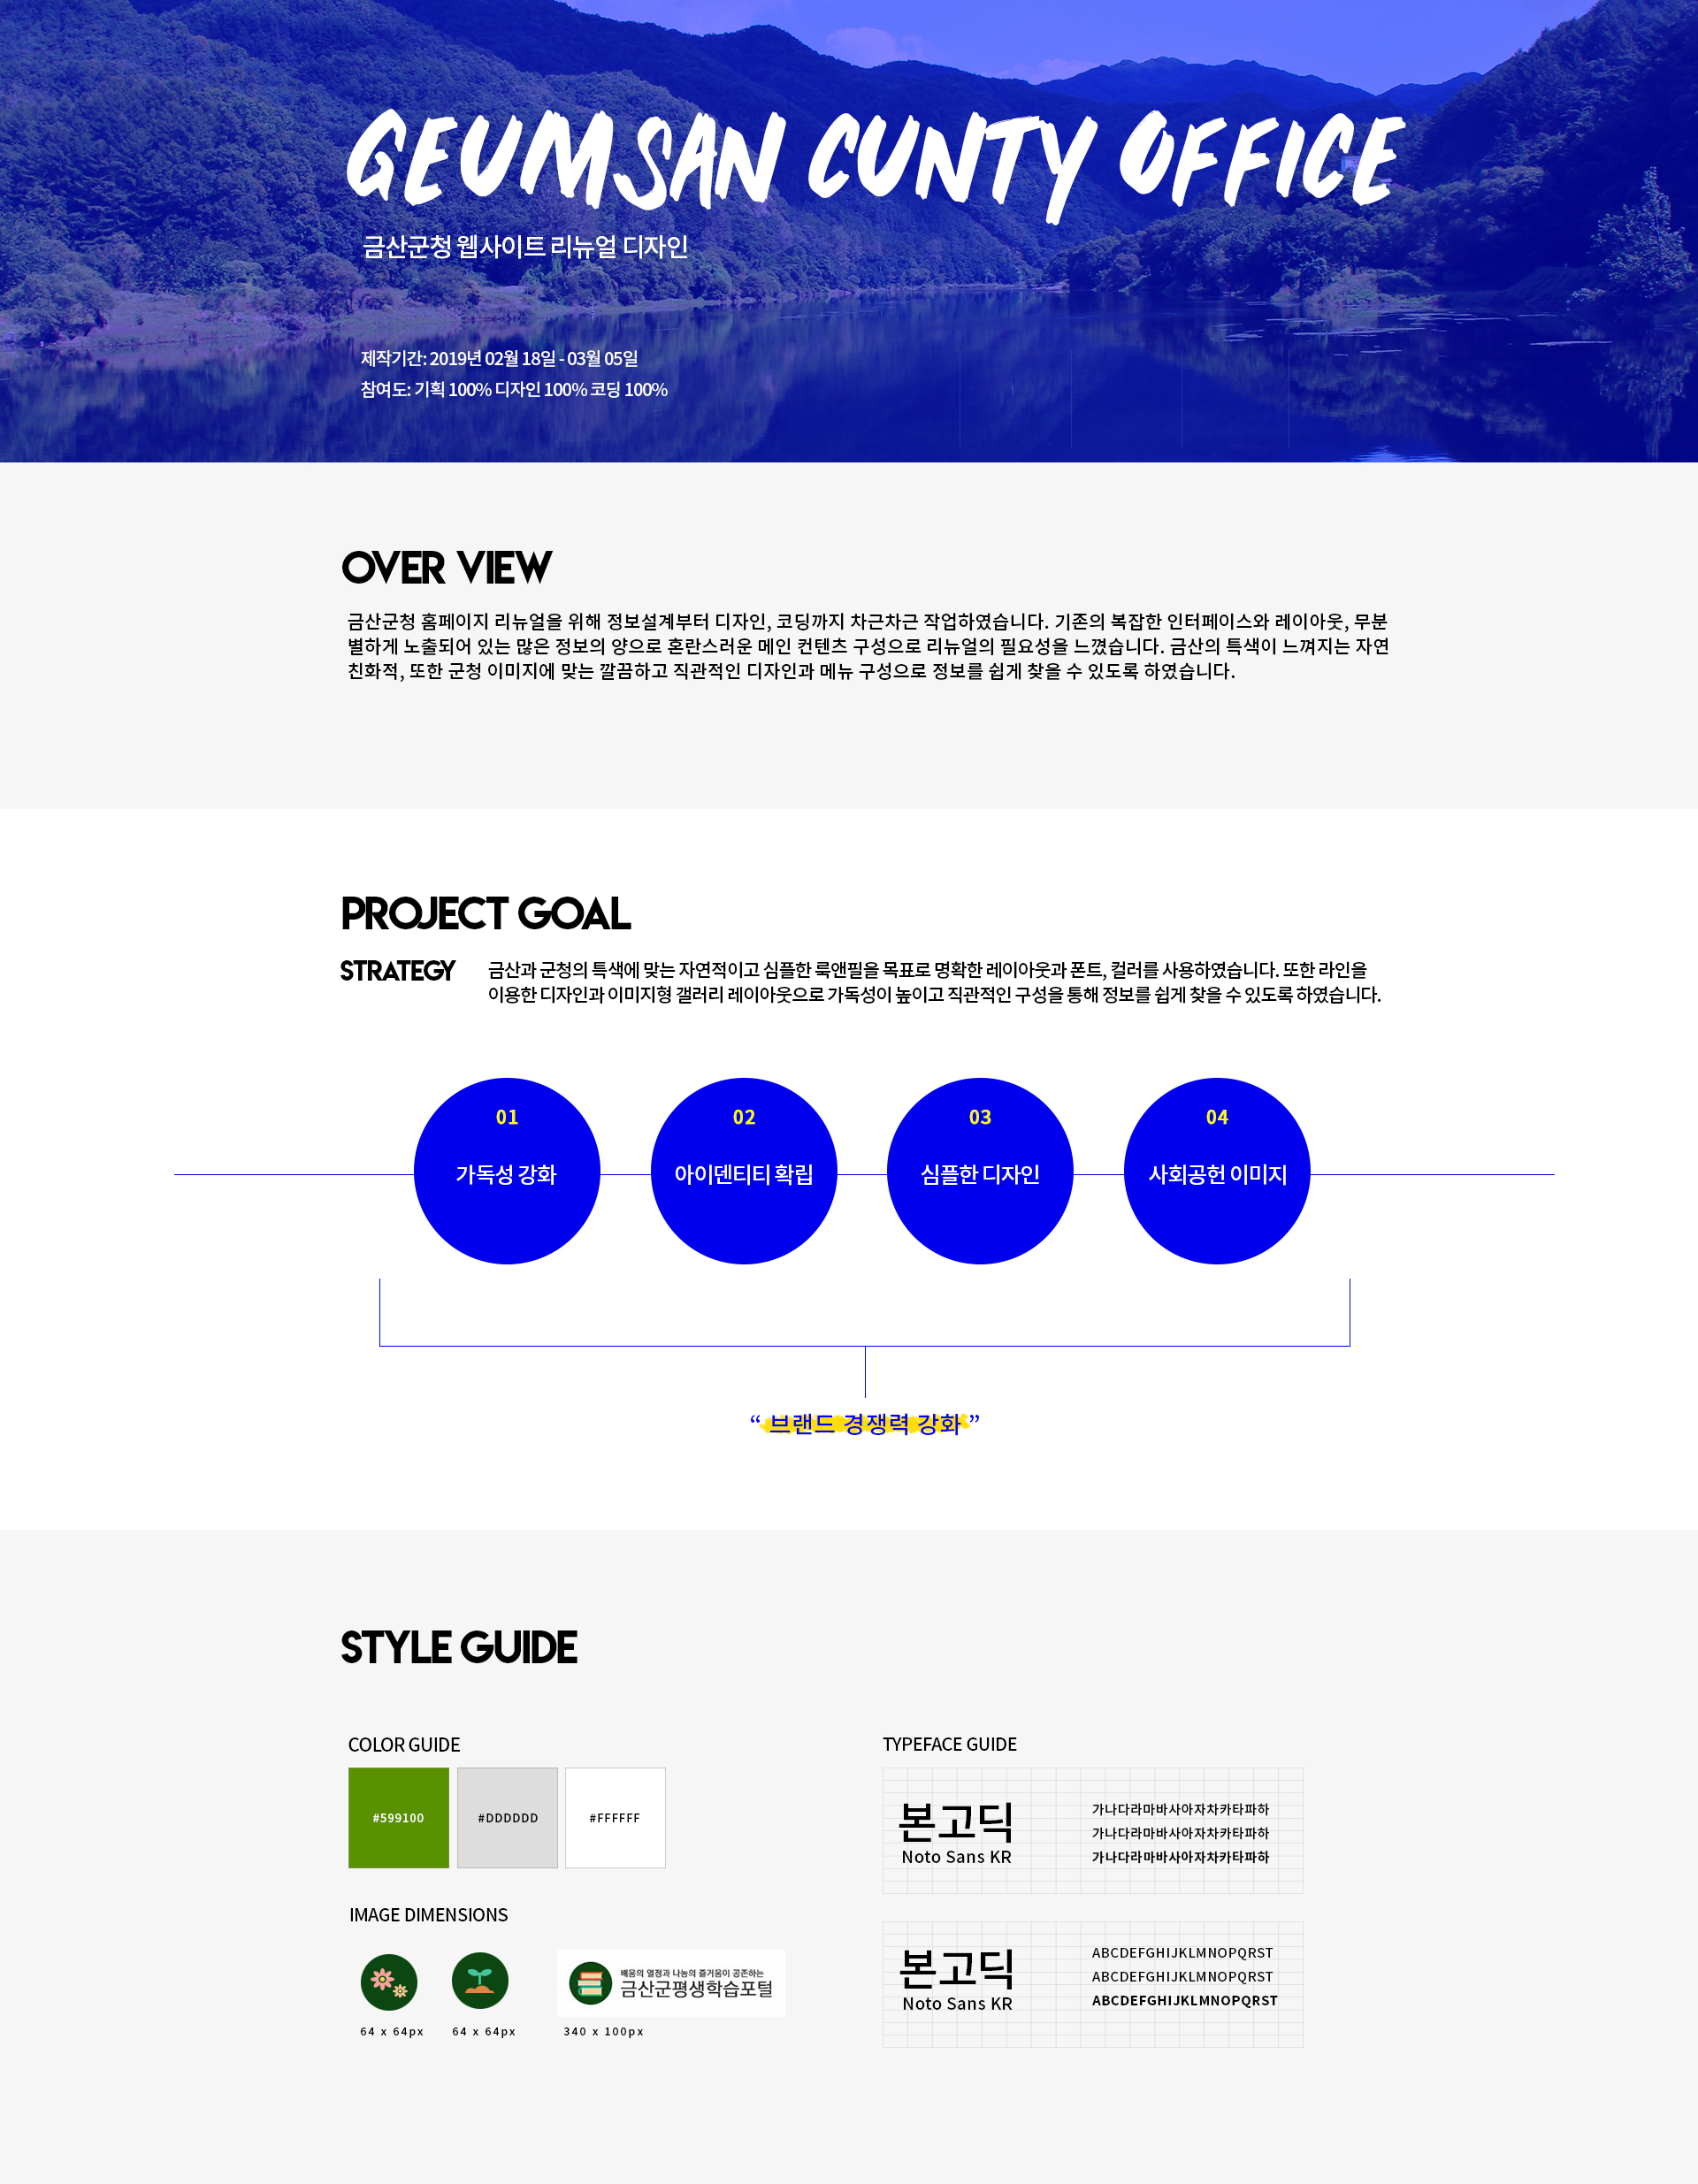 GEUMSAN CUNTY OFFICE
금산군청 웹사이트 리뉴얼 디자인
제작기간: 2019년 02월 18일 - 03월 05일
참여도: 기획 100% 디자인 100% 코딩 100%
OVER VIEW
금산군청 홈페이지 리뉴얼을 위해 정보설계부터 디자인, 코딩까지 차근차근 작업하였습니다. 기존의 복잡한 인터페이스와 레이아웃, 무분
별하게 노출되어 있는 많은 정보의 양으로 혼란스러운 메인 컨텐츠 구성으로 리뉴얼의 필요성을 느꼈습니다. 금산의 특색이 느껴지는 자연
친화적, 또한 군청 이미지에 맞는 깔끔하고 직관적인 디자인과 메뉴 구성으로 정보를 쉽게 찾을 수 있도록 하였습니다.
PROJECT GOAL
STRATEGY
금산과 군청의 특색에 맞는 자연적이고 심플한 룩앤필을 목표로 명확한 레이아웃과 폰트, 컬러를 사용하였습니다. 또한 라인을
이용한 디자인과 이미지형 갤러리 레이아웃으로 가독성이 높이고 직관적인 구성을 통해 정보를 쉽게 찾을 수 있도록 하였습니다.
01
가독성 강화
02
아이덴티티 확립
03
심플한 디자인
04
사회공헌 이미지
“ 브랜드 경쟁력 강화 ”
STYLE GUIDE
COLOR GUIDE
#599100
#DDDDDD
#FFFFFF
IMAGE DIMENSIONS
배움의 열정과 나눔의 즐거움이 공존하는
금산군평생학습포털
64 x 64px
64 x 64px
340 x 100px
TYPEFACE GUIDE
본고딕
Noto Sans KR
가나다라마바사아자차카타파하
가나다라마바사아자차카타파하
가나다라마바사아자차카타파하
본고딕
Noto Sans KR
ABCDEFGHIJKLMNOPQRST
ABCDEFGHIJKLMNOPQRST
ABCDEFGHIJKLMNOPQRST